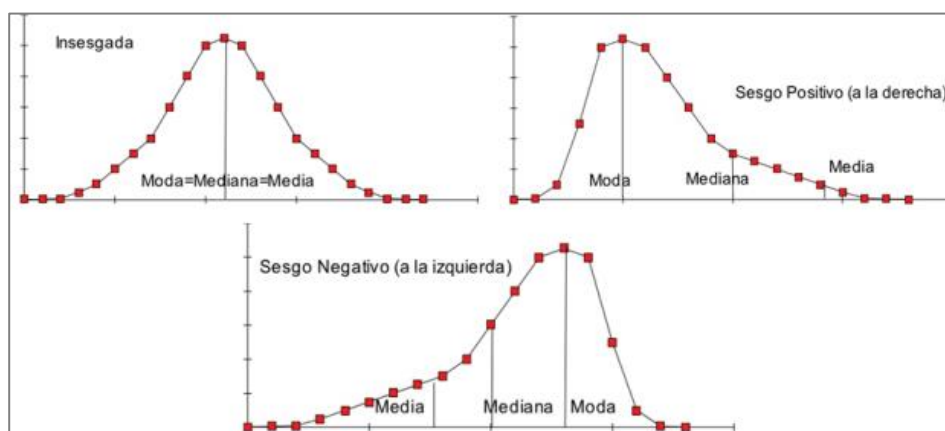 Insesgada
Moda=Mediana=Media
Sesgo Positivo (a la derecha)
Moda
Mediana
Media
Sesgo Negativo (a la izquierda)
Media
Mediana
Moda